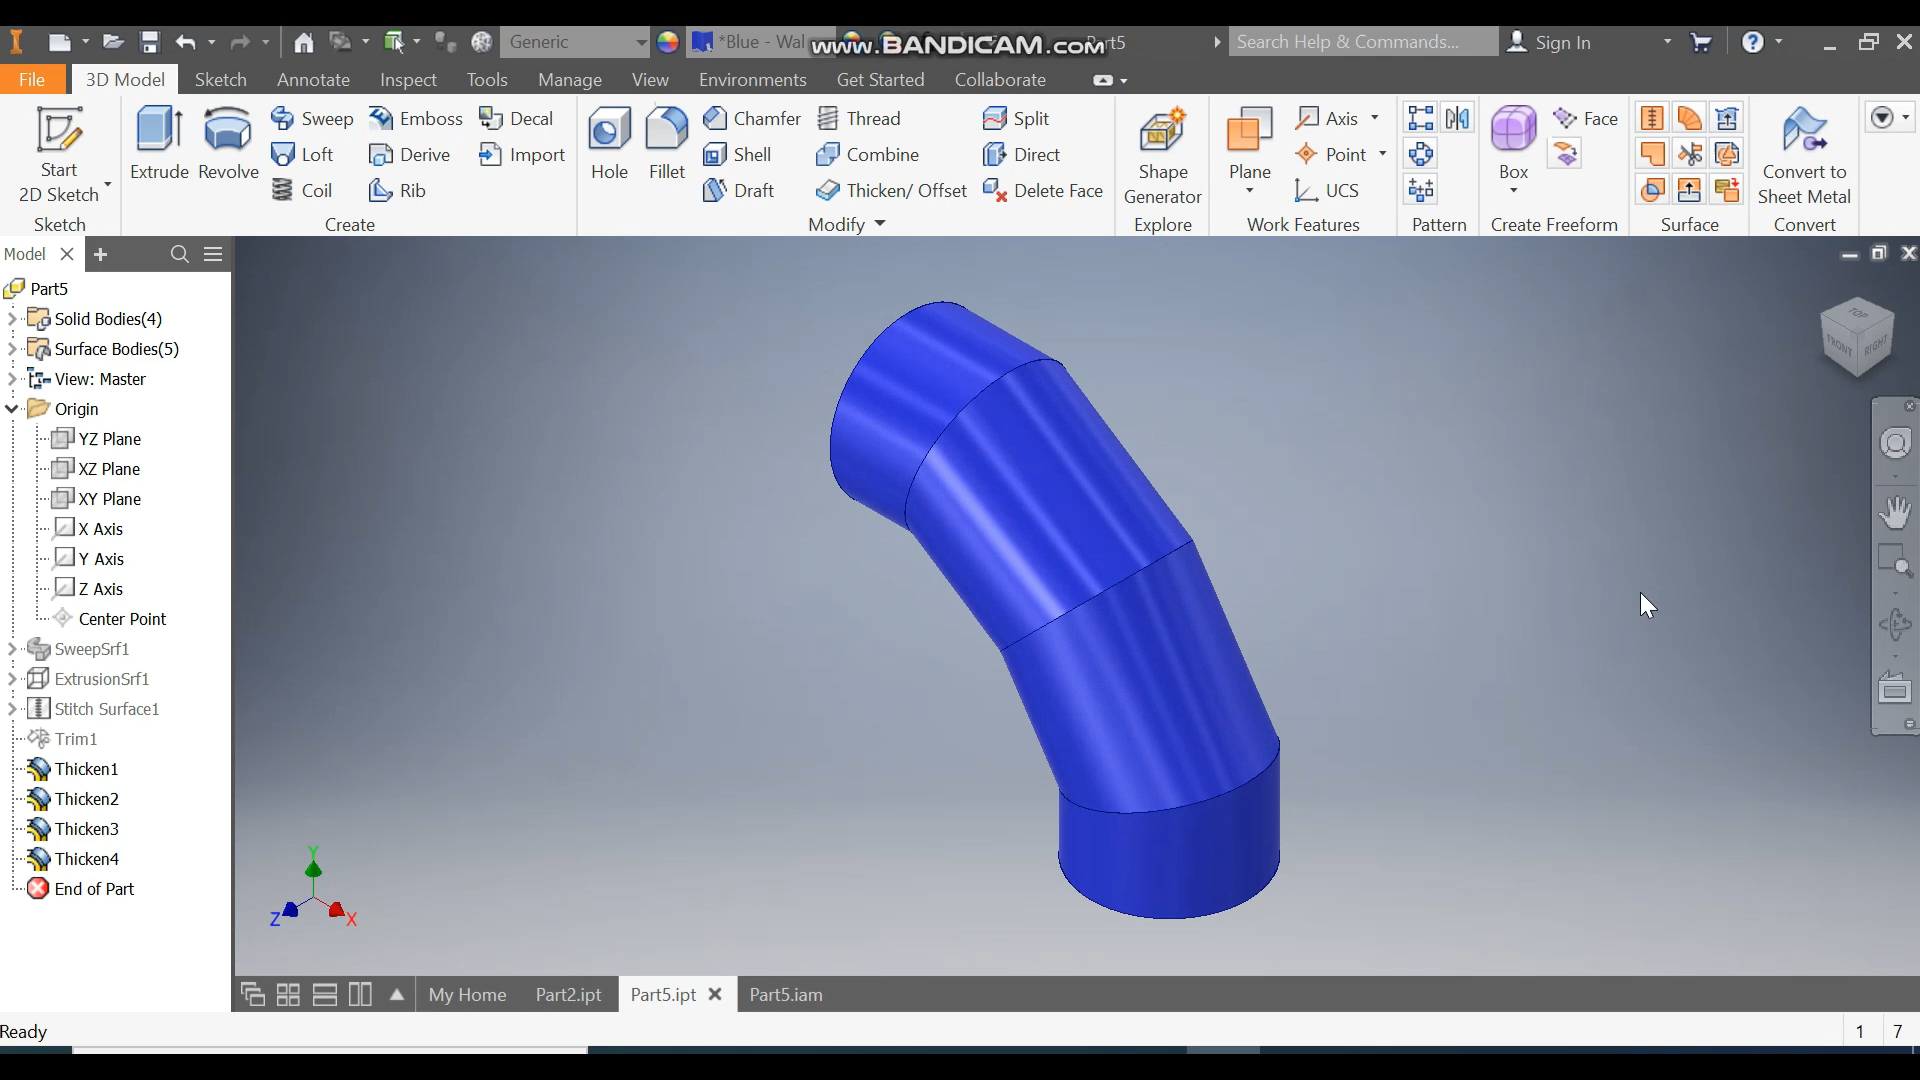 Generic
*Blue - Wal
www.BANDICAM.com
Part5
Search Help & Commands...
Sign In
File
3D Model
Sketch
Annotate
Inspect
Tools
Manage
View
Environments
Get Started
Collaborate
Start
2D Sketch
Sketch
Extrude
Revolve
Sweep
Loft
Coil
Emboss
Derive
Rib
Decal
Import
Create
Hole
Fillet
Chamfer
Shell
Draft
Thread
Combine
Thicken/ Offset
Split
Direct
Delete Face
Modify
Shape
Generator
Explore
Plane
Axis
Point
UCS
Work Features
Pattern
Box
Face
Create Freeform
Surface
Convert to
Sheet Metal
Convert
Model
Part5
Solid Bodies(4)
Surface Bodies(5)
View: Master
Origin
YZ Plane
XZ Plane
XY Plane
X Axis
Y Axis
Z Axis
Center Point
SweepSrf1
ExtrusionSrf1
Stitch Surface1
Trim1
Thicken1
Thicken2
Thicken3
Thicken4
End of Part
TOP
FRONT
RIGHT
Y
Z
X
My Home
Part2.ipt
Part5.ipt
Part5.iam
Ready
1
7